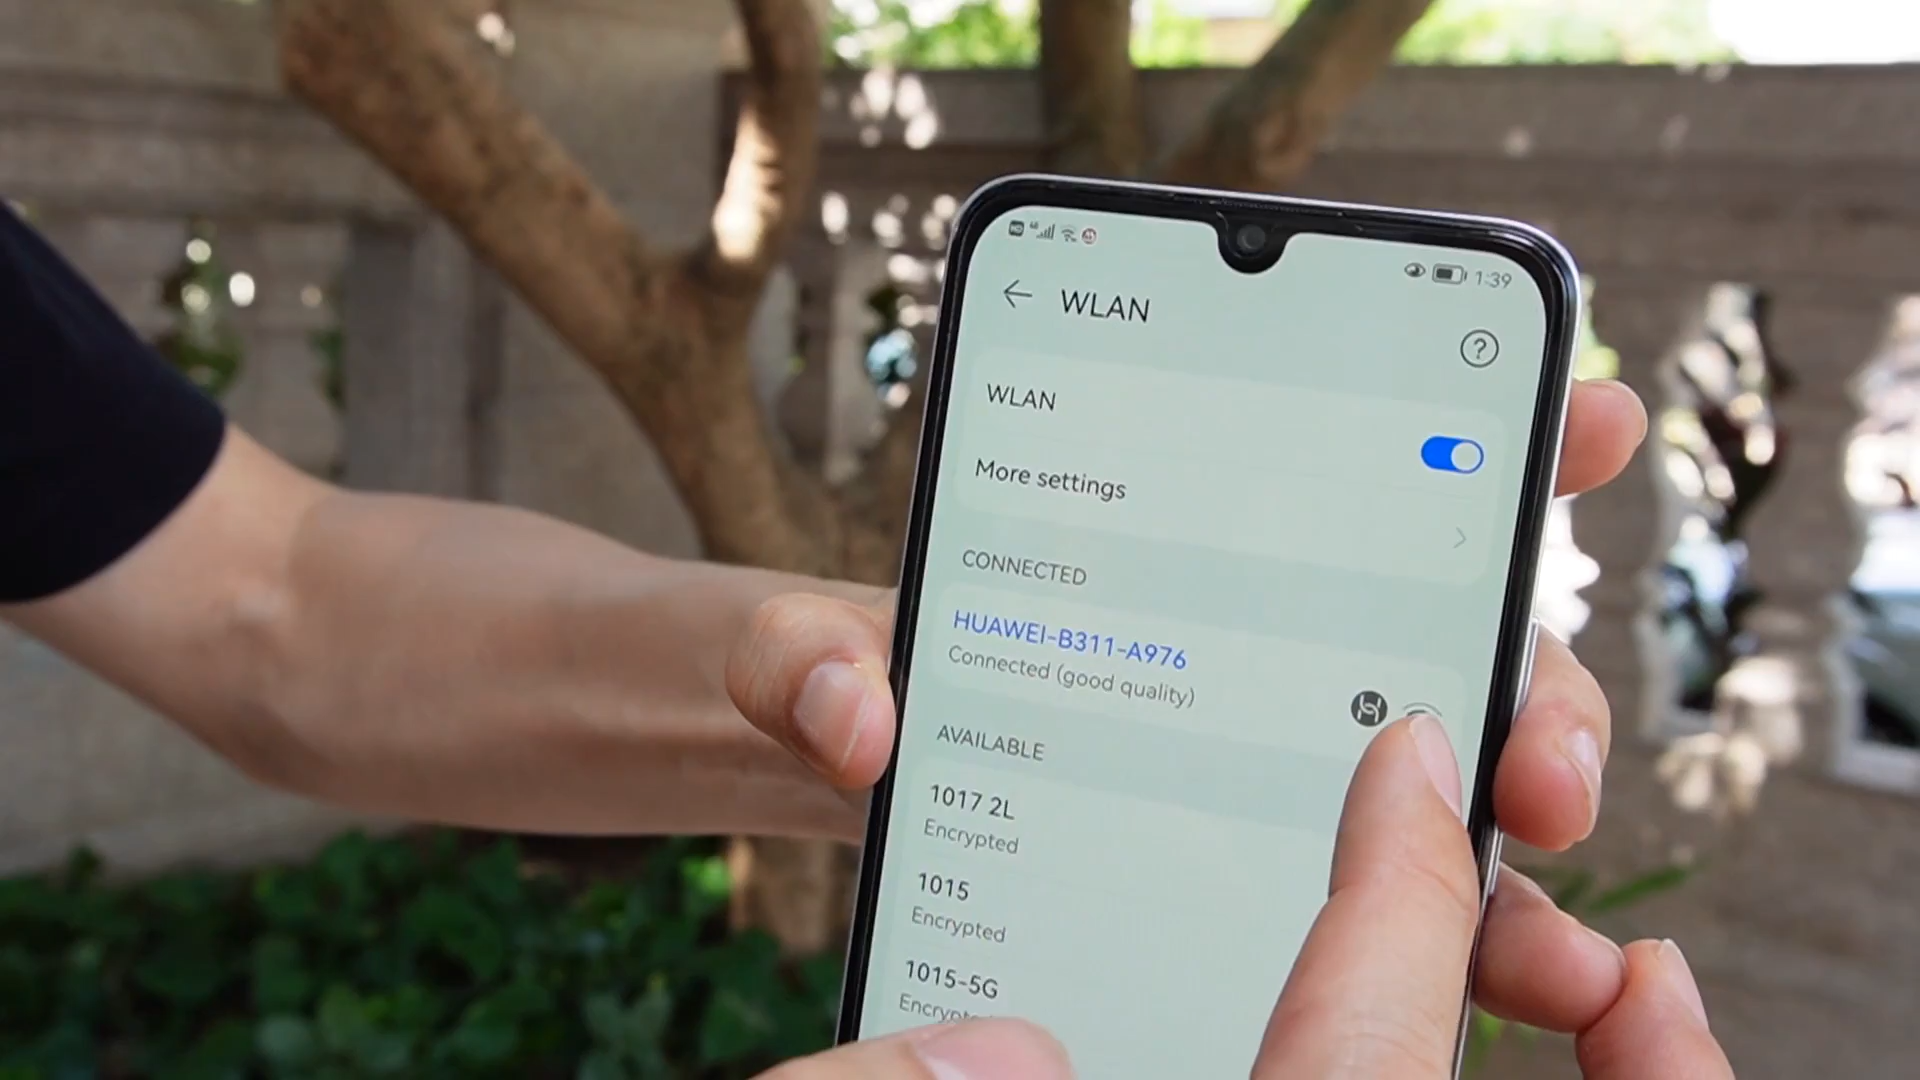 1:39
WLAN
WLAN
More settings
CONNECTED
HUAWEI-B311-A976
Connected (good quality)
AVAILABLE
1017 2L
Encrypted
1015
Encrypted
1015-5G